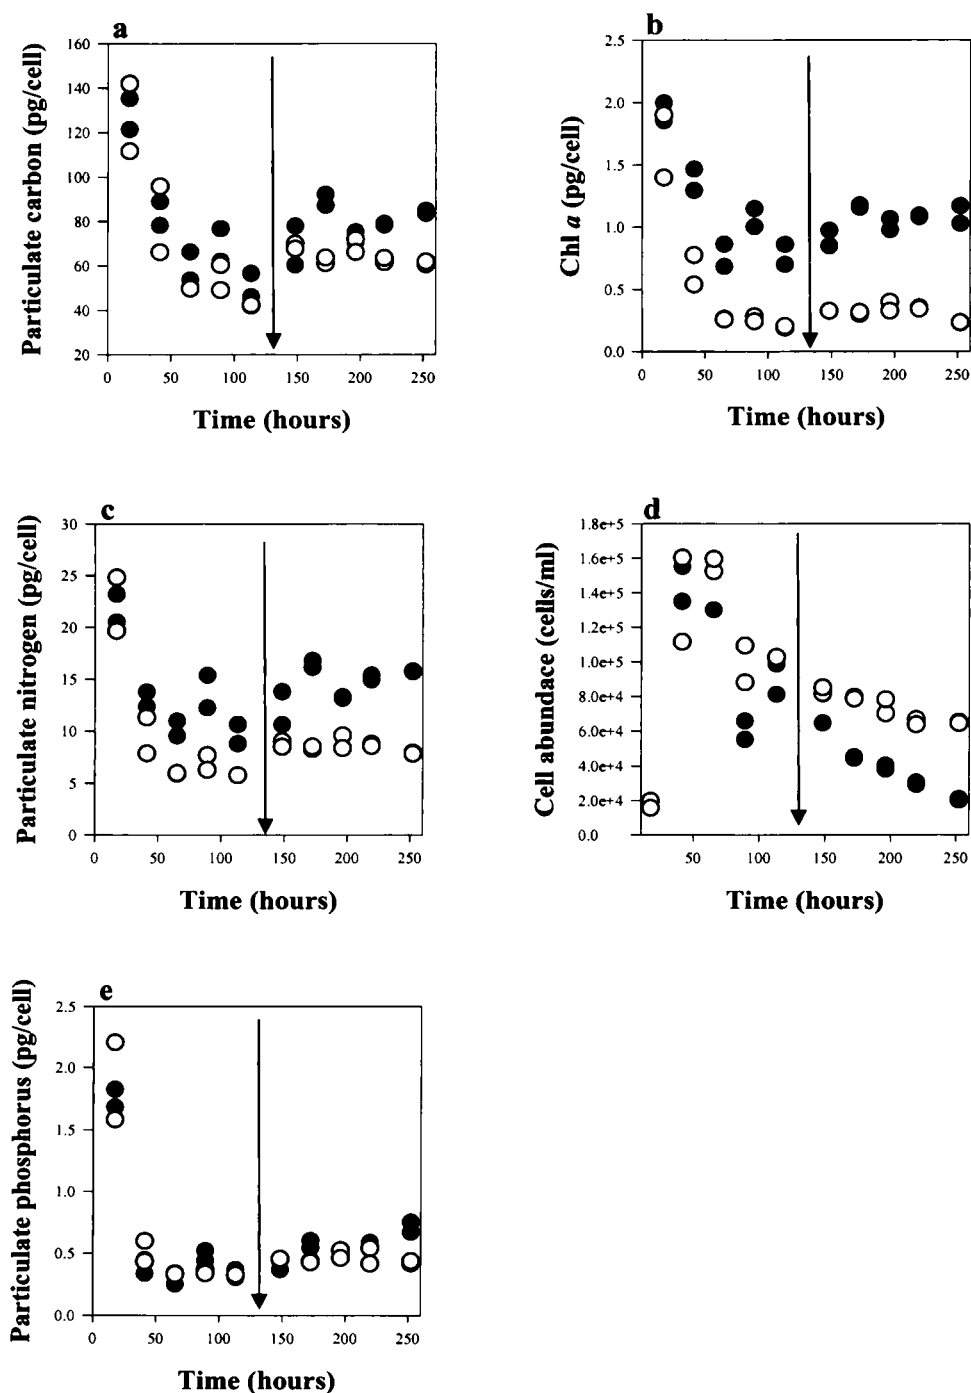 a
Particulate carbon (pg/cell)
160
140
120
100
80
60
40
20
0 50 100 150 200 250
Time (hours)
b
Chl a (pg/cell)
2.5
2.0
1.5
1.0
0.5
0.0
0 50 100 150 200 250
Time (hours)
c
Particulate nitrogen (pg/cell)
30
25
20
15
10
5
0
0 50 100 150 200 250
Time (hours)
d
Cell abundace (cells/ml)
1.8e+5
1.6e+5
1.4e+5
1.2e+5
1.0e+5
8.0e+4
6.0e+4
4.0e+4
2.0e+4
0.0
50 100 150 200 250
Time (hours)
e
Particulate phosphorus (pg/cell)
2.5
2.0
1.5
1.0
0.5
0.0
0 50 100 150 200 250
Time (hours)